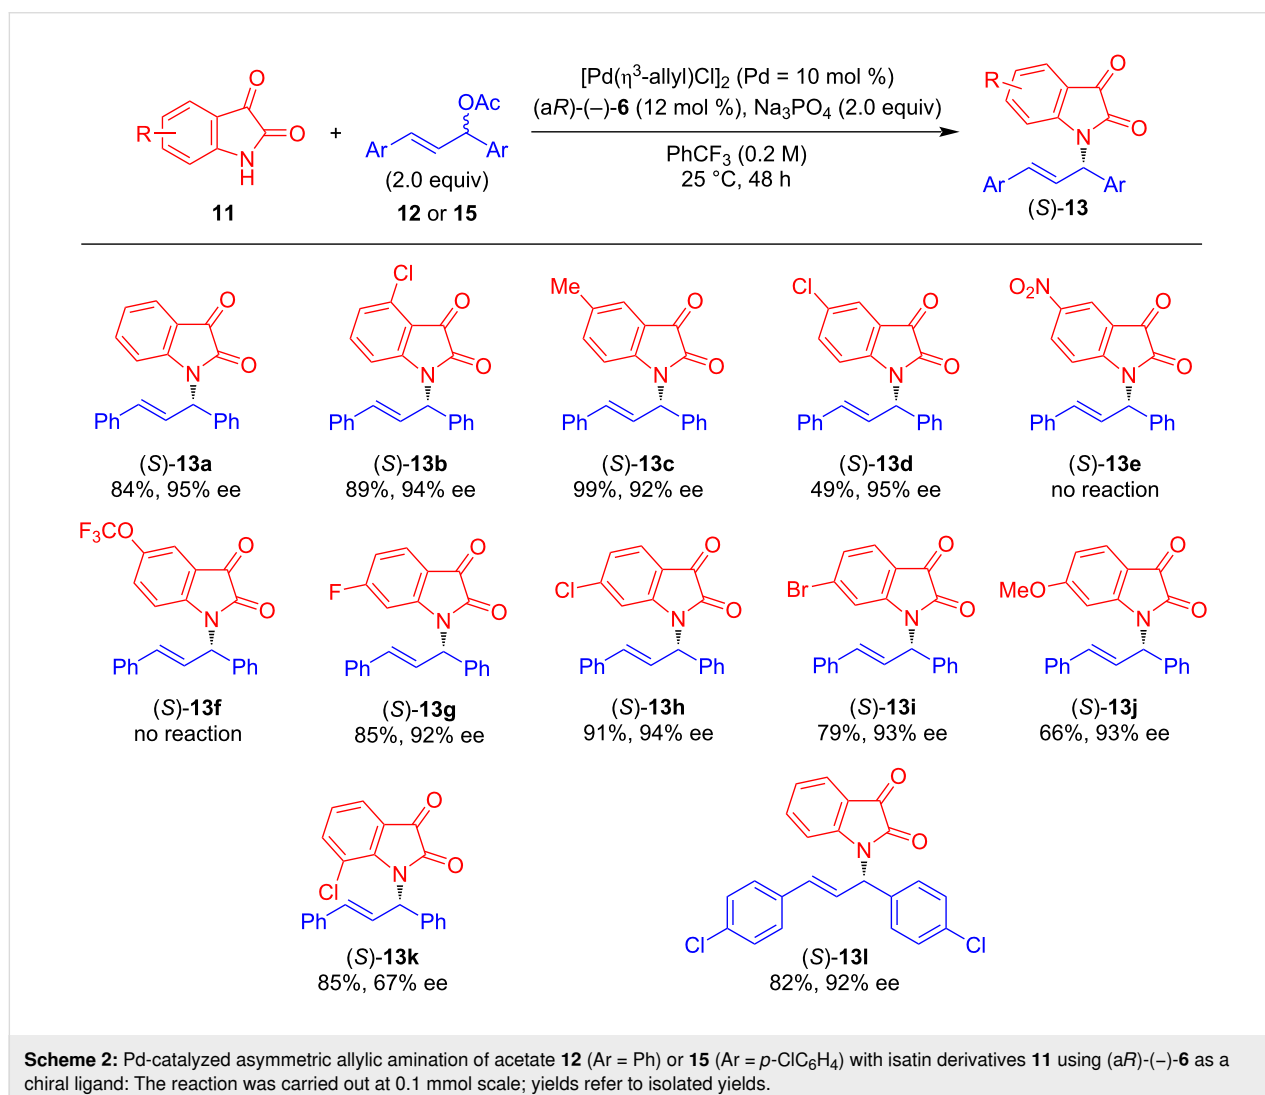 OAc
[Pd(η3-allyl)Cl]2 (Pd = 10 mol %)
(aR)-(−)-6 (12 mol %), Na3PO4 (2.0 equiv)
PhCF3 (0.2 M)
25 °C, 48 h
R O O N H
+
Ar Ar
(2.0 equiv)
R O O N
Ar Ar
11
12 or 15
(S)-13
O O N Ph Ph
Cl O O N Ph Ph
Me O O N Ph Ph
Cl O O N Ph Ph
O2N O O N Ph Ph
(S)-13a
(S)-13b
(S)-13c
(S)-13d
(S)-13e
84%, 95% ee
89%, 94% ee
99%, 92% ee
49%, 95% ee
no reaction
F3CO O O N Ph Ph
F O O N Ph Ph
Cl O O N Ph Ph
Br O O N Ph Ph
MeO O O N Ph Ph
(S)-13f
(S)-13g
(S)-13h
(S)-13i
(S)-13j
no reaction
85%, 92% ee
91%, 94% ee
79%, 93% ee
66%, 93% ee
O O N Cl Ph Ph
O O N Cl Cl
(S)-13k
(S)-13l
85%, 67% ee
82%, 92% ee
Scheme 2: Pd-catalyzed asymmetric allylic amination of acetate 12 (Ar = Ph) or 15 (Ar = p-ClC6H4) with isatin derivatives 11 using (aR)-(−)-6 as a
chiral ligand: The reaction was carried out at 0.1 mmol scale; yields refer to isolated yields.